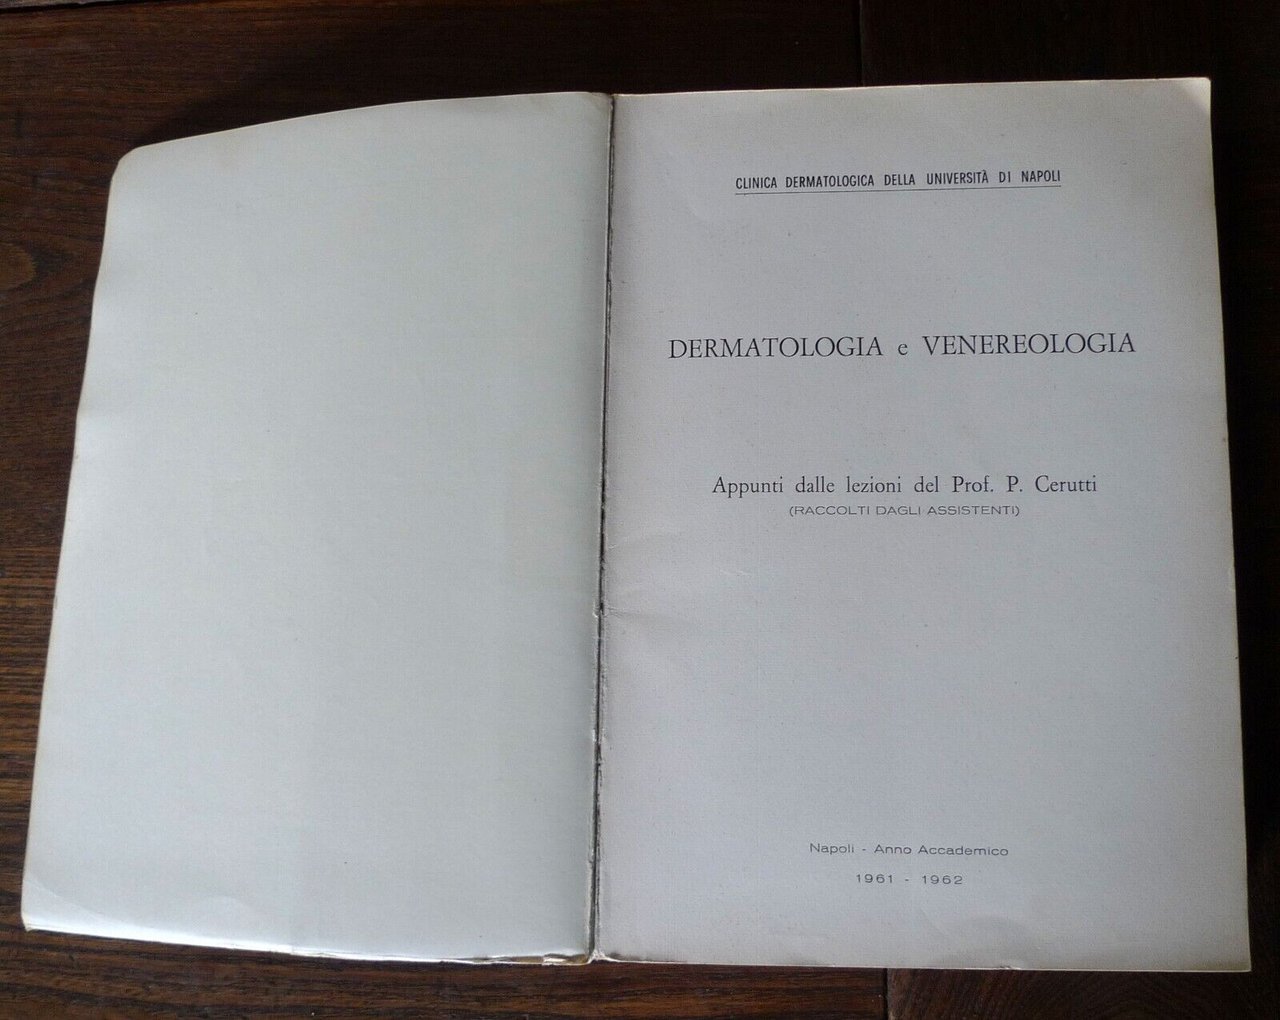 CLINICA DERMATOLOGICA DELLA UNIVERSITÀ DI NAPOLI
DERMATOLOGIA e VENEREOLOGIA
Appunti dalle lezioni del Prof. P. Cerutti
(RACCOLTI DAGLI ASSISTENTI)
Napoli - Anno Accademico
1961 - 1962